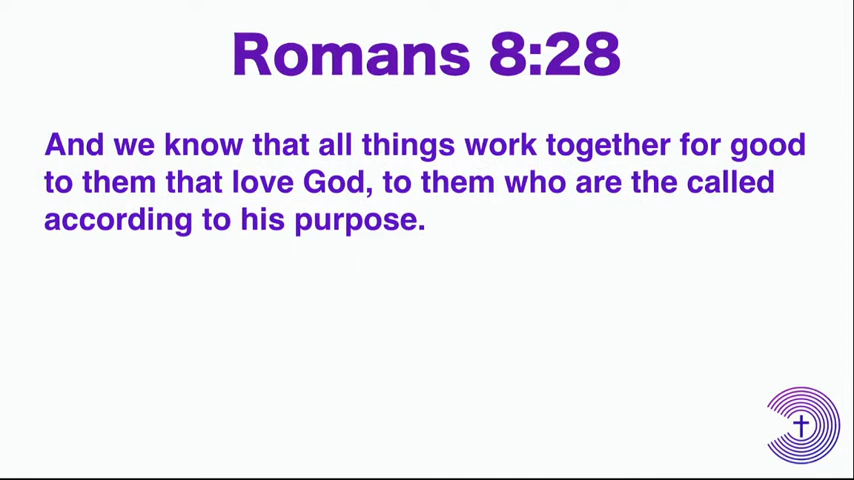 Romans 8:28
And we know that all things work together for good
to them that love God, to them who are the called
according to his purpose.